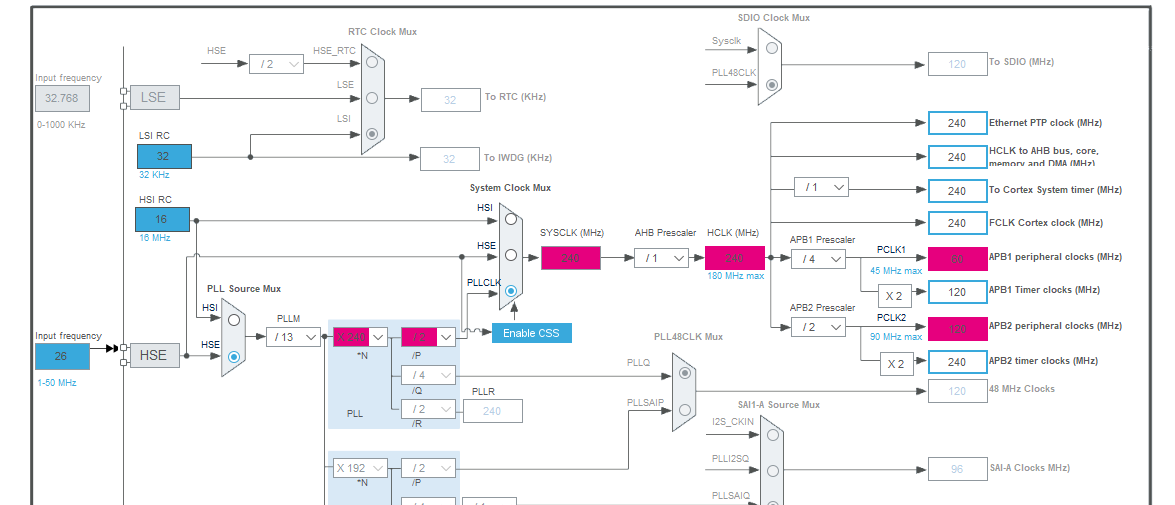 SDIO Clock Mux
RTC Clock Mux
Sysclk
HSE
HSE_RTC
/ 2
120
To SDIO (MHz)
Input frequency
PLL48CLK
LSE
32.768
LSE
32
To RTC (KHz)
0-1000 KHz
LSI
240
Ethernet PTP clock (MHz)
LSI RC
32
32
To IWDG (KHz)
240
HCLK to AHB bus, core,
memory and DMA (MHz)
32 KHz
System Clock Mux
/ 1
240
To Cortex System timer (MHz)
HSI RC
HSI
16
240
FCLK Cortex clock (MHz)
16 MHz
SYSCLK (MHz)
AHB Prescaler
HCLK (MHz)
APB1 Prescaler
HSE
PCLK1
240
/ 1
240
/ 4
60
APB1 peripheral clocks (MHz)
180 MHz max
45 MHz max
PLL Source Mux
PLLCLK
X 2
120
APB1 Timer clocks (MHz)
HSI
PLLM
APB2 Prescaler
PCLK2
Input frequency
/ 13
X 240
/ 2
Enable CSS
/ 2
120
APB2 peripheral clocks (MHz)
HSE
PLL48CLK Mux
90 MHz max
26
HSE
*N
/P
PLLQ
X 2
240
APB2 timer clocks (MHz)
1-50 MHz
/ 4
/Q
PLLR
120
48 MHz Clocks
PLL
/ 2
240
PLLSAIP
SAI1-A Source Mux
/R
I2S_CKIN
PLLI2SQ
X 192
/ 2
96
SAI-A Clocks MHz)
*N
/P
PLLSAIQ